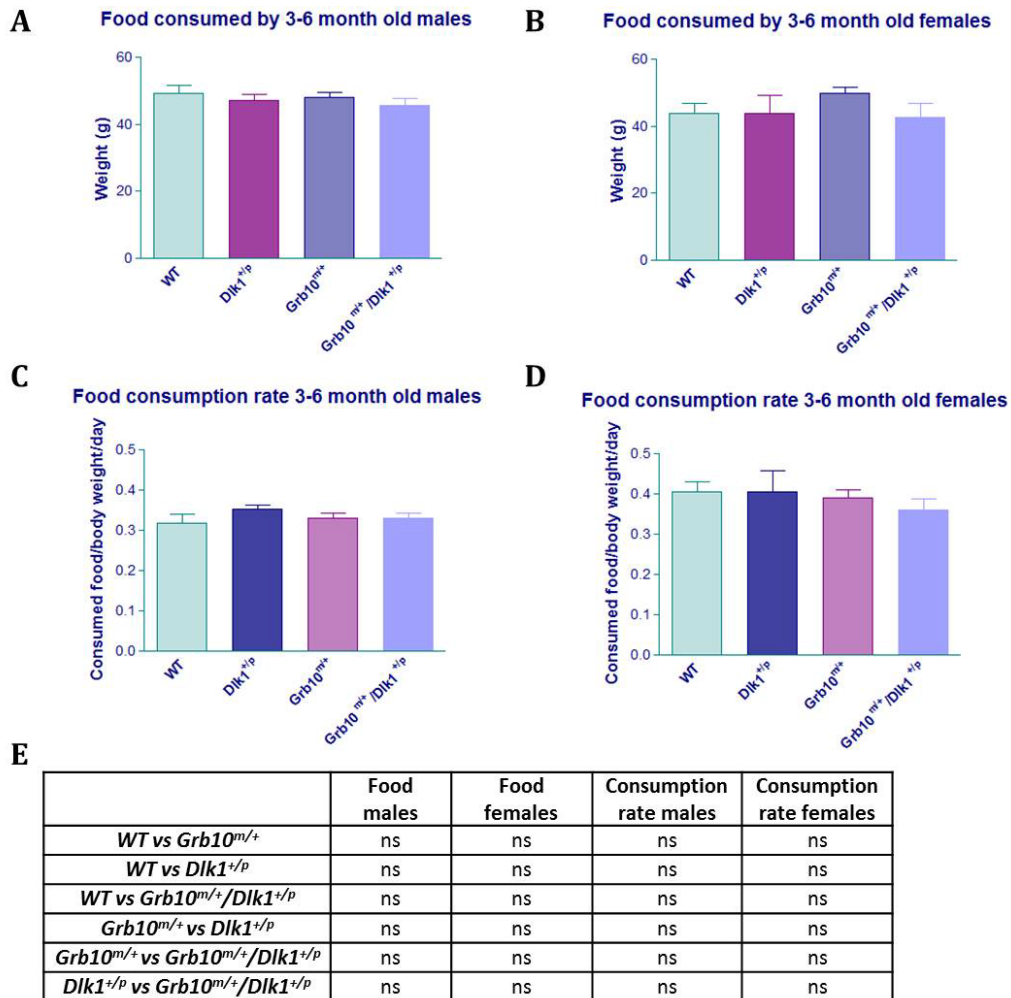 A
Food consumed by 3-6 month old males
60
40
20
0
Weight (g)
WT
Dlk1+/p
Grb10m/+
Grb10 m/+ /Dlk1+/p
B
Food consumed by 3-6 month old females
60
40
20
0
Weight (g)
WT
Dlk1+/p
Grb10m/+
Grb10 m/+ /Dlk1+/p
C
Food consumption rate 3-6 month old males
0.5
0.4
0.3
0.2
0.1
0.0
Consumed food/body weight/day
WT
Dlk1+/p
Grb10m/+
Grb10 m/+ /Dlk1+/p
D
Food consumption rate 3-6 month old females
0.5
0.4
0.3
0.2
0.1
0.0
Consumed food/body weight/day
WT
Dlk1+/p
Grb10m/+
Grb10 m/+ /Dlk1+/p
E
Food males Food females Consumption rate males Consumption rate females
WT vs Grb10m/+ ns ns ns ns
WT vs Dlk1+/p ns ns ns ns
WT vs Grb10m/+/Dlk1+/p ns ns ns ns
Grb10m/+ vs Dlk1+/p ns ns ns ns
Grb10m/+ vs Grb10m/+/Dlk1+/p ns ns ns ns
Dlk1+/p vs Grb10m/+/Dlk1+/p ns ns ns ns